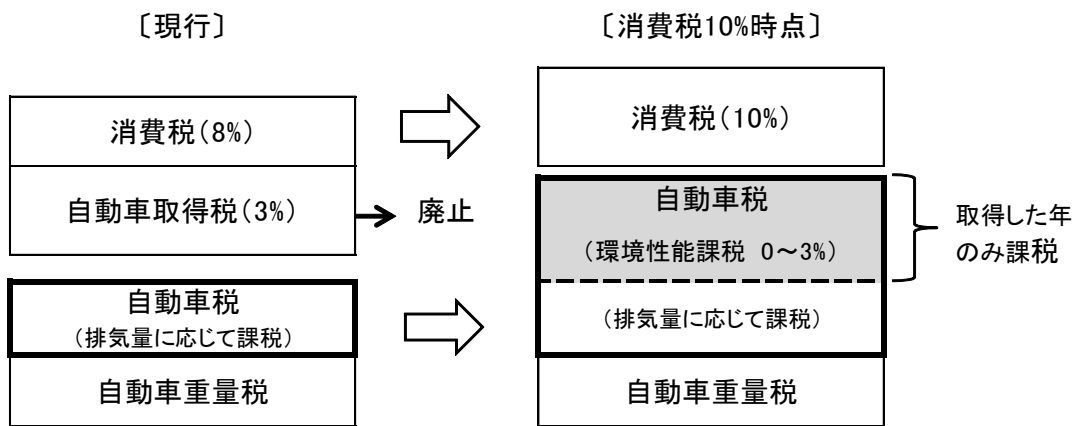 〔現行〕
消費税(8%)
自動車取得税(3%)
廃止
自動車税
(排気量に応じて課税)
自動車重量税
〔消費税10%時点〕
消費税(10%)
自動車税
(環境性能課税 0～3%)
(排気量に応じて課税)
自動車重量税
取得した年
のみ課税